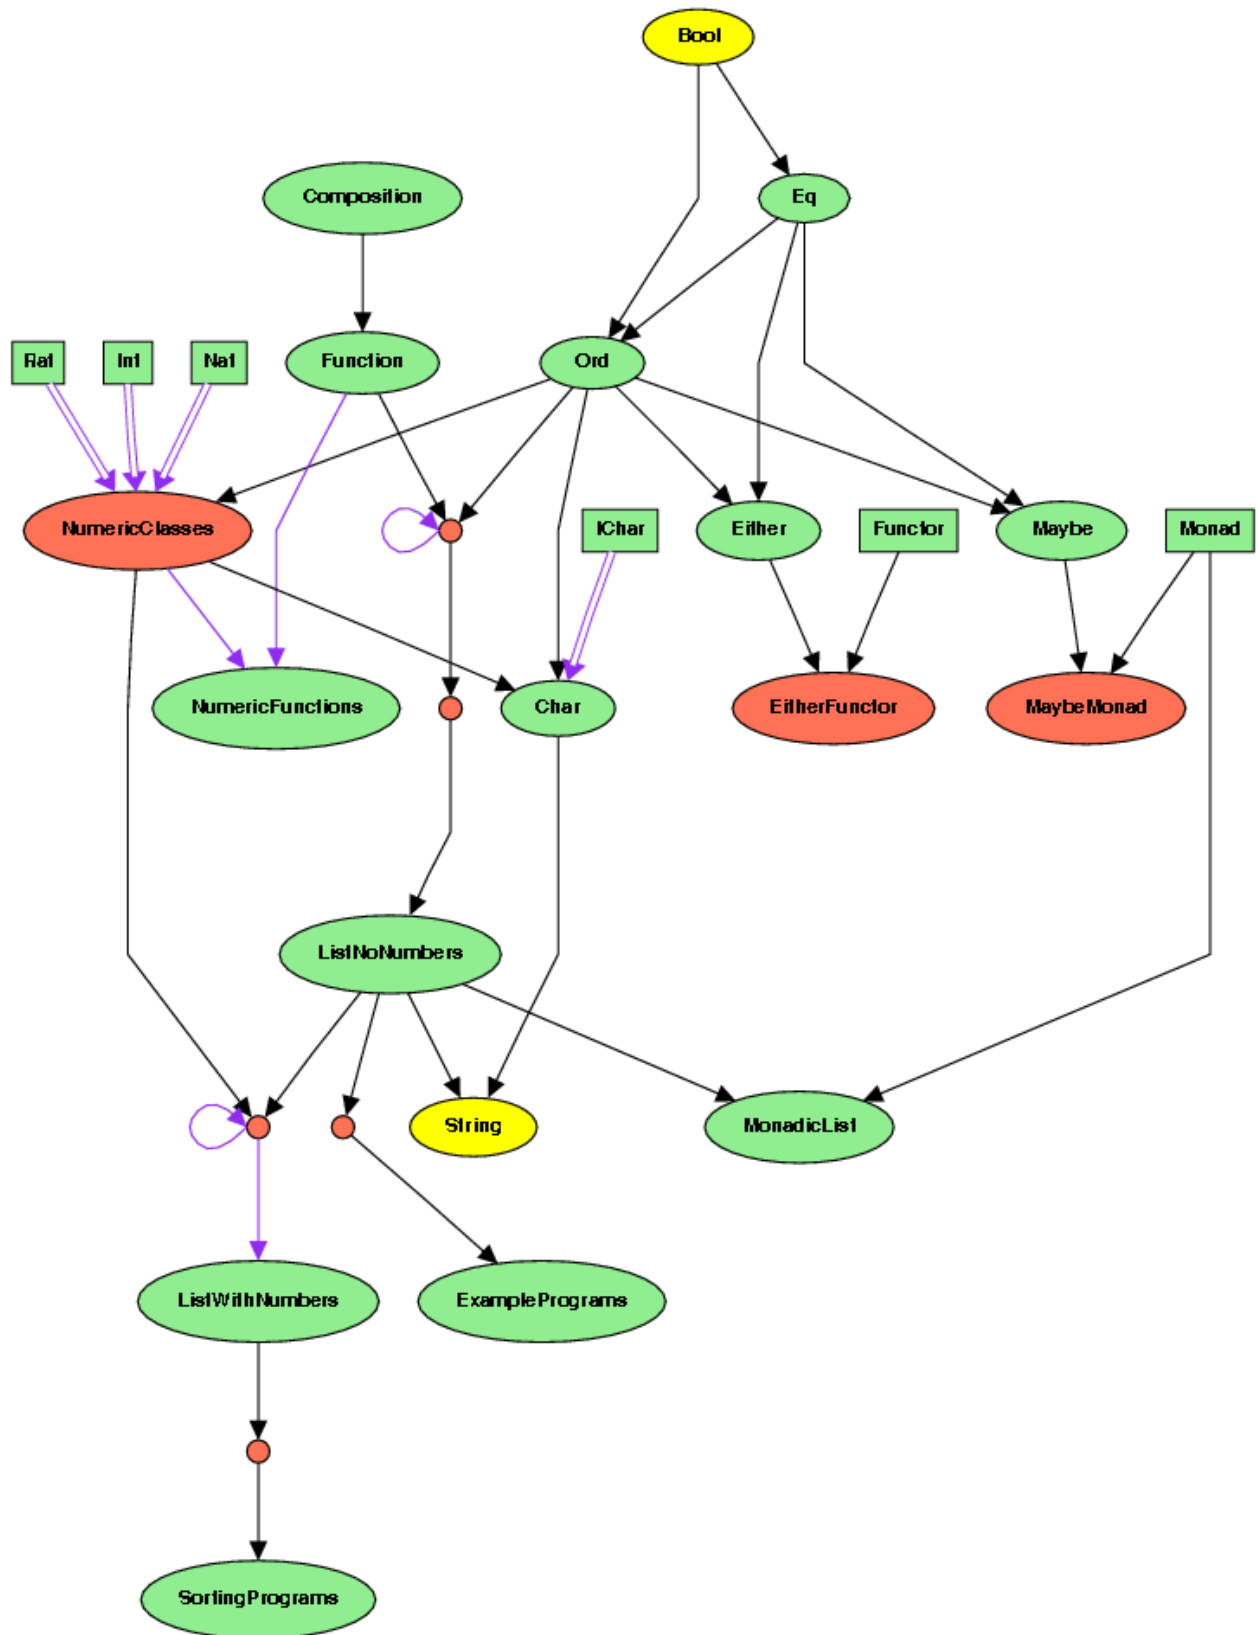 Bool
Composition
Eq
Rat
Int
Nat
Function
Ord
NumericClasses
IChar
Either
Functor
Maybe
Monad
NumericFunctions
Char
EitherFunctor
MaybeMonad
ListNoNumbers
String
MonadicList
ListWithNumbers
ExamplePrograms
SortingPrograms